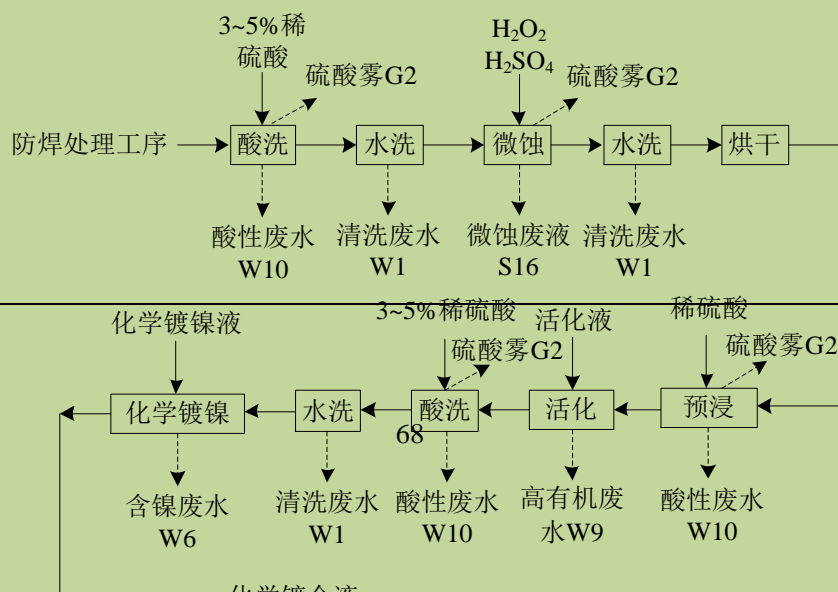 3~5%稀
硫酸
硫酸雾G2
H₂O₂
H₂SO₄
硫酸雾G2
防焊处理工序
酸洗
水洗
微蚀
水洗
烘干
酸性废水
W10
清洗废水
W1
微蚀废液
S16
清洗废水
W1
化学镀镍液
3~5%稀硫酸
活化液
稀硫酸
硫酸雾G2
硫酸雾G2
化学镀镍
水洗
酸洗
活化
预浸
68
含镍废水
W6
清洗废水
W1
酸性废水
W10
高有机废
水W9
酸性废水
W10